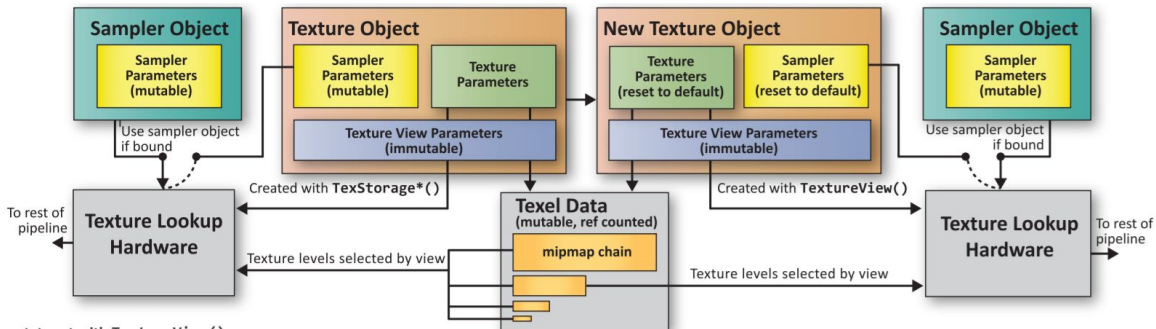 Sampler Object
Sampler
Parameters
(mutable)
Use sampler object
if bound
Texture Object
Sampler
Parameters
(mutable)
Texture
Parameters
Texture View Parameters
(immutable)
New Texture Object
Texture
Parameters
(reset to default)
Sampler
Parameters
(reset to default)
Texture View Parameters
(immutable)
Sampler Object
Sampler
Parameters
(mutable)
Use sampler object
if bound
Created with TexStorage*()
Created with TextureView()
To rest of
pipeline
Texture Lookup
Hardware
Texel Data
(mutable, ref counted)
mipmap chain
Texture levels selected by view
Texture levels selected by view
Texture Lookup
Hardware
To rest of
pipeline